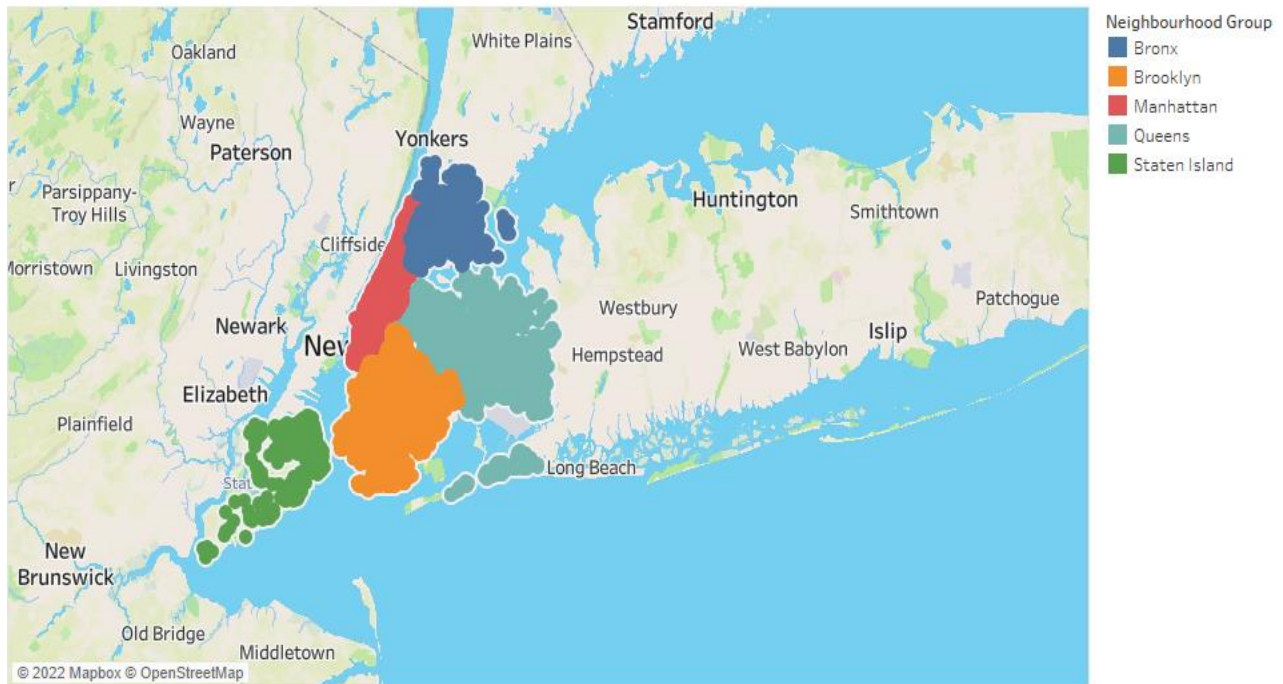 Stamford
Oakland
White Plains
Wayne
Yonkers
Paterson
r
Parsippany-
Troy Hills
Huntington
Smithtown
Cliffside
Morristown
Livingston
Westbury
Patchogue
Newark
New
Islip
Hempstead
West Babylon
Elizabeth
Plainfield
Long Beach
Stat
New
Brunswick
Old Bridge
Middletown
© 2022 Mapbox © OpenStreetMap
Neighbourhood Group
Bronx
Brooklyn
Manhattan
Queens
Staten Island